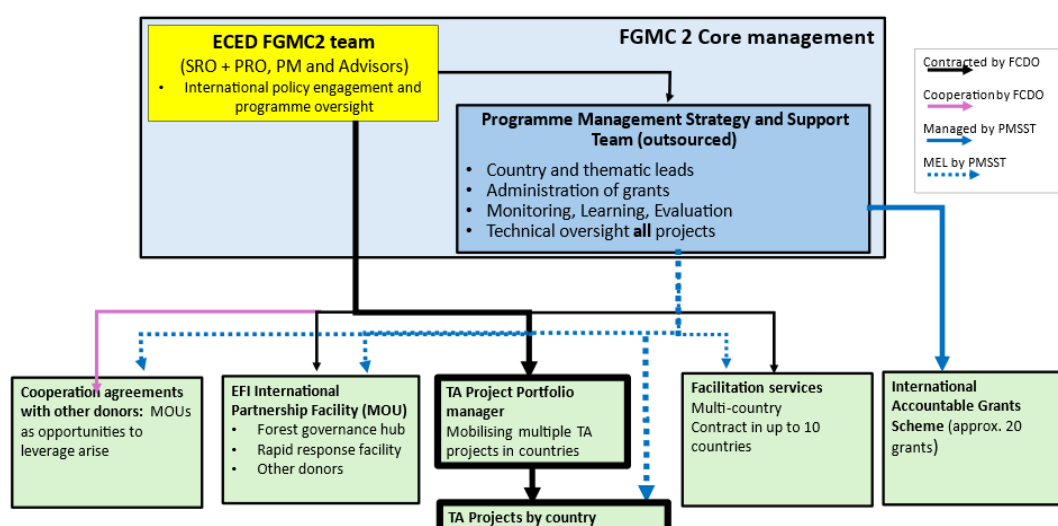 ECED FGMC2 team
(SRO + PRO, PM and Advisors)
• International policy engagement and
programme oversight
FGMC 2 Core management
Programme Management Strategy and Support
Team (outsourced)
• Country and thematic leads
• Administration of grants
• Monitoring, Learning, Evaluation
• Technical oversight all projects
Contracted by FCDO
Cooperation by FCDO
Managed by PMSST
MEL by PMSST
Cooperation agreements
with other donors: MOUs
as opportunities to
leverage arise
EFI International
Partnership Facility (MOU)
• Forest governance hub
• Rapid response facility
• Other donors
TA Project Portfolio
manager
Mobilising multiple TA
projects in countries
TA Projects by country
Facilitation services
Multi-country
Contract in up to 10
countries
International
Accountable Grants
Scheme (approx. 20
grants)